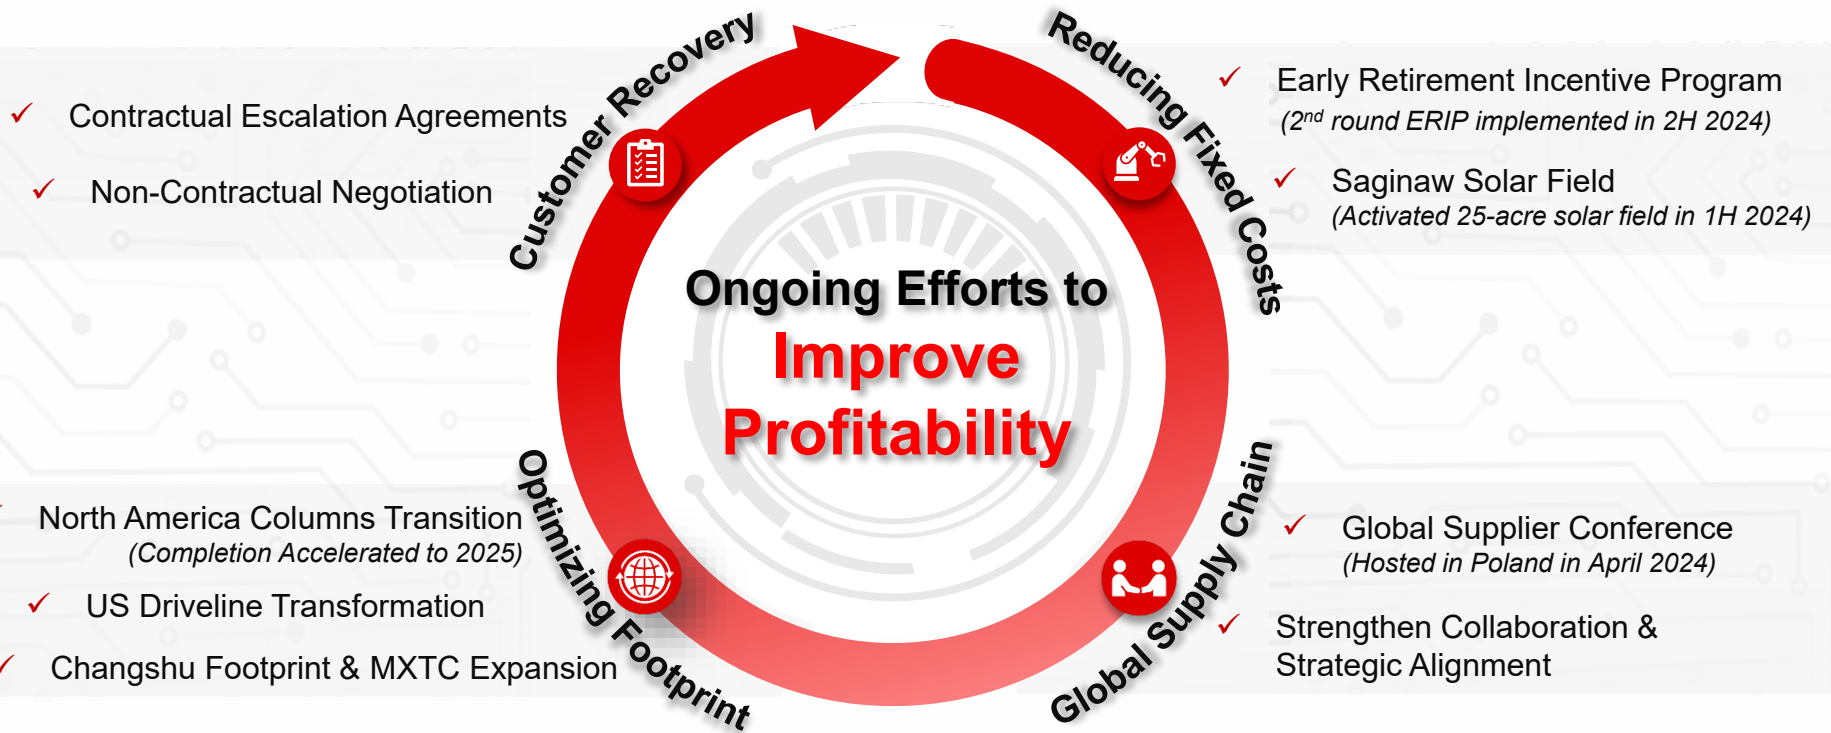 Customer Recovery
✓ Contractual Escalation Agreements
✓ Non-Contractual Negotiation
Reducing Fixed Costs
✓ Early Retirement Incentive Program
(2nd round ERIP implemented in 2H 2024)
✓ Saginaw Solar Field
(Activated 25-acre solar field in 1H 2024)
Ongoing Efforts to
Improve
Profitability
Optimizing Footprint
✓ North America Columns Transition
(Completion Accelerated to 2025)
✓ US Driveline Transformation
✓ Changshu Footprint & MXTC Expansion
Global Supply Chain
✓ Global Supplier Conference
(Hosted in Poland in April 2024)
✓ Strengthen Collaboration &
Strategic Alignment